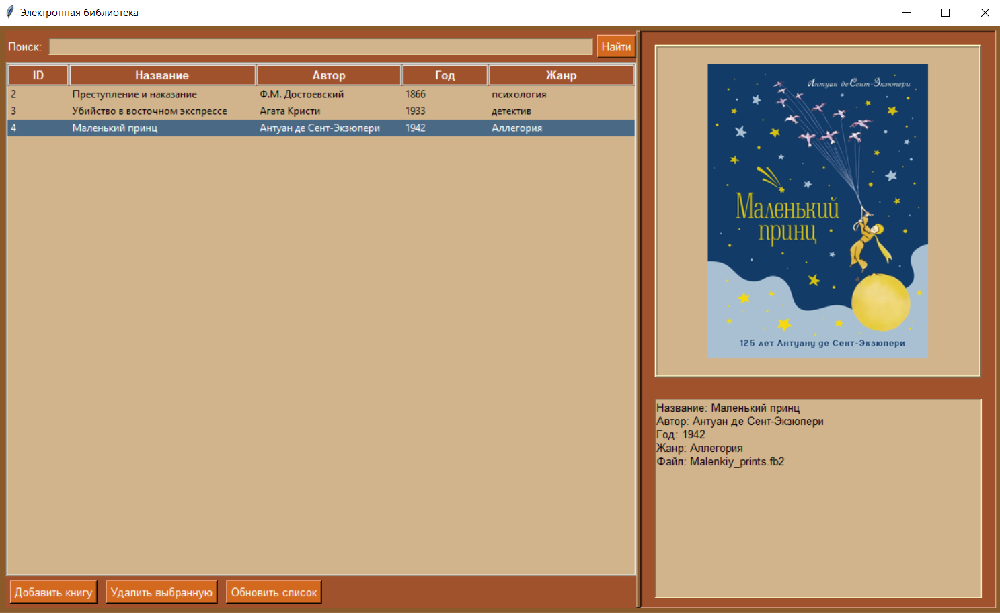 Электронная библиотека
Поиск:
Найти
ID Название Автор Год Жанр
2 Преступление и наказание Ф.М. Достоевский 1866 психология
3 Убийство в восточном экспрессе Агата Кристи 1933 детектив
4 Маленький принц Антуан де Сент-Экзюпери 1942 Аллегория
Добавить книгу Удалить выбранную Обновить список
Антуан де Сент-Экзюпери
Маленький
принц
125 лет Антуану де Сент-Экзюпери
Название: Маленький принц
Автор: Антуан де Сент-Экзюпери
Год: 1942
Жанр: Аллегория
Файл: Malenkiy_prints.fb2